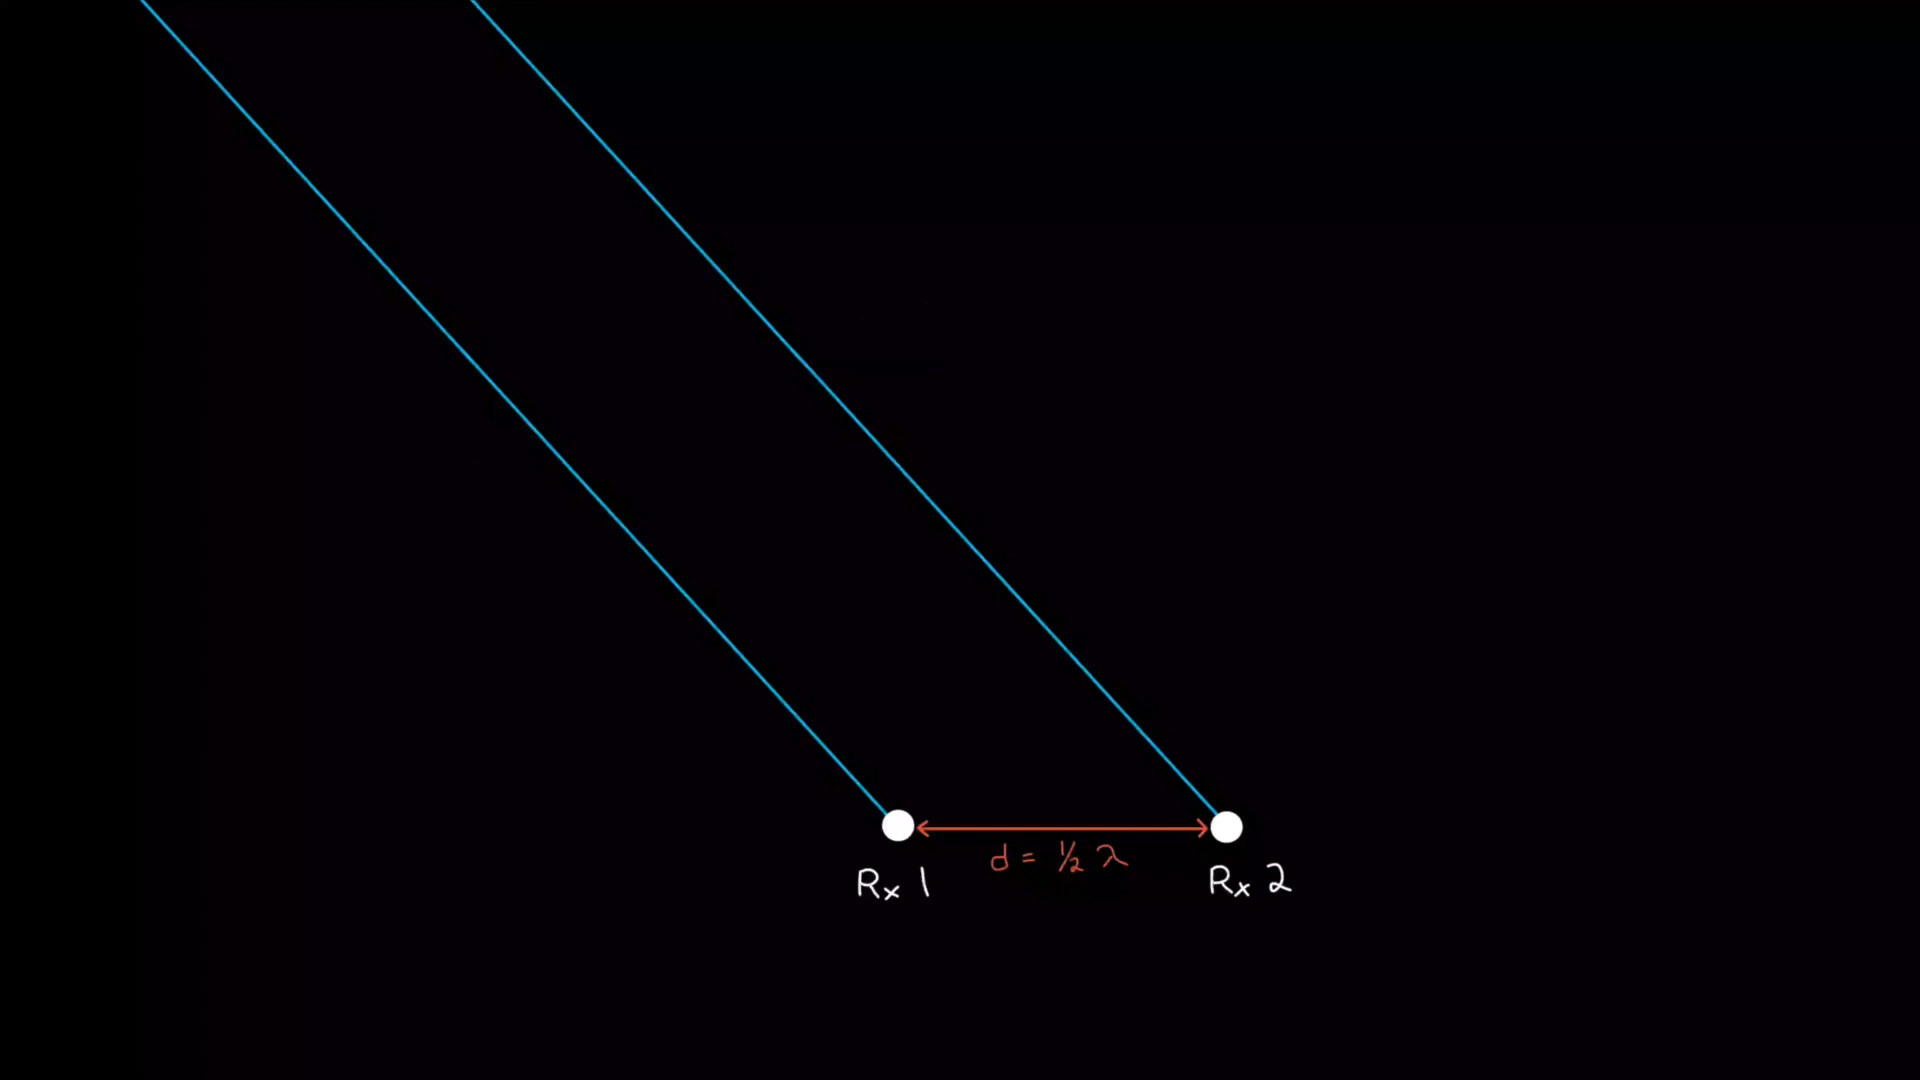 d = ½ λ
Rx 1
Rx 2